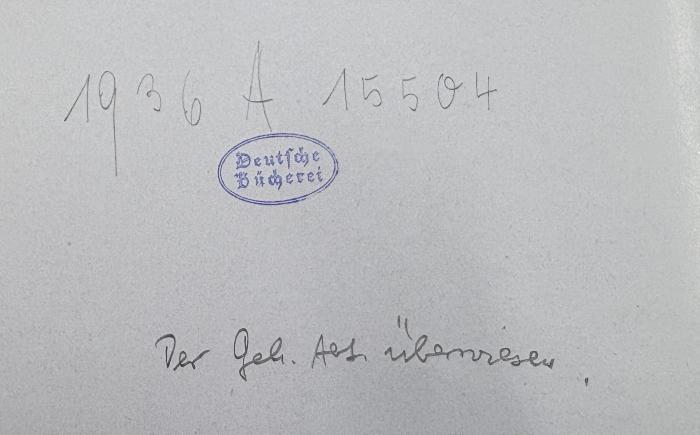 1936 A 15504
Deutsche
Bücherei
Der Geh. Abt. überwiesen.